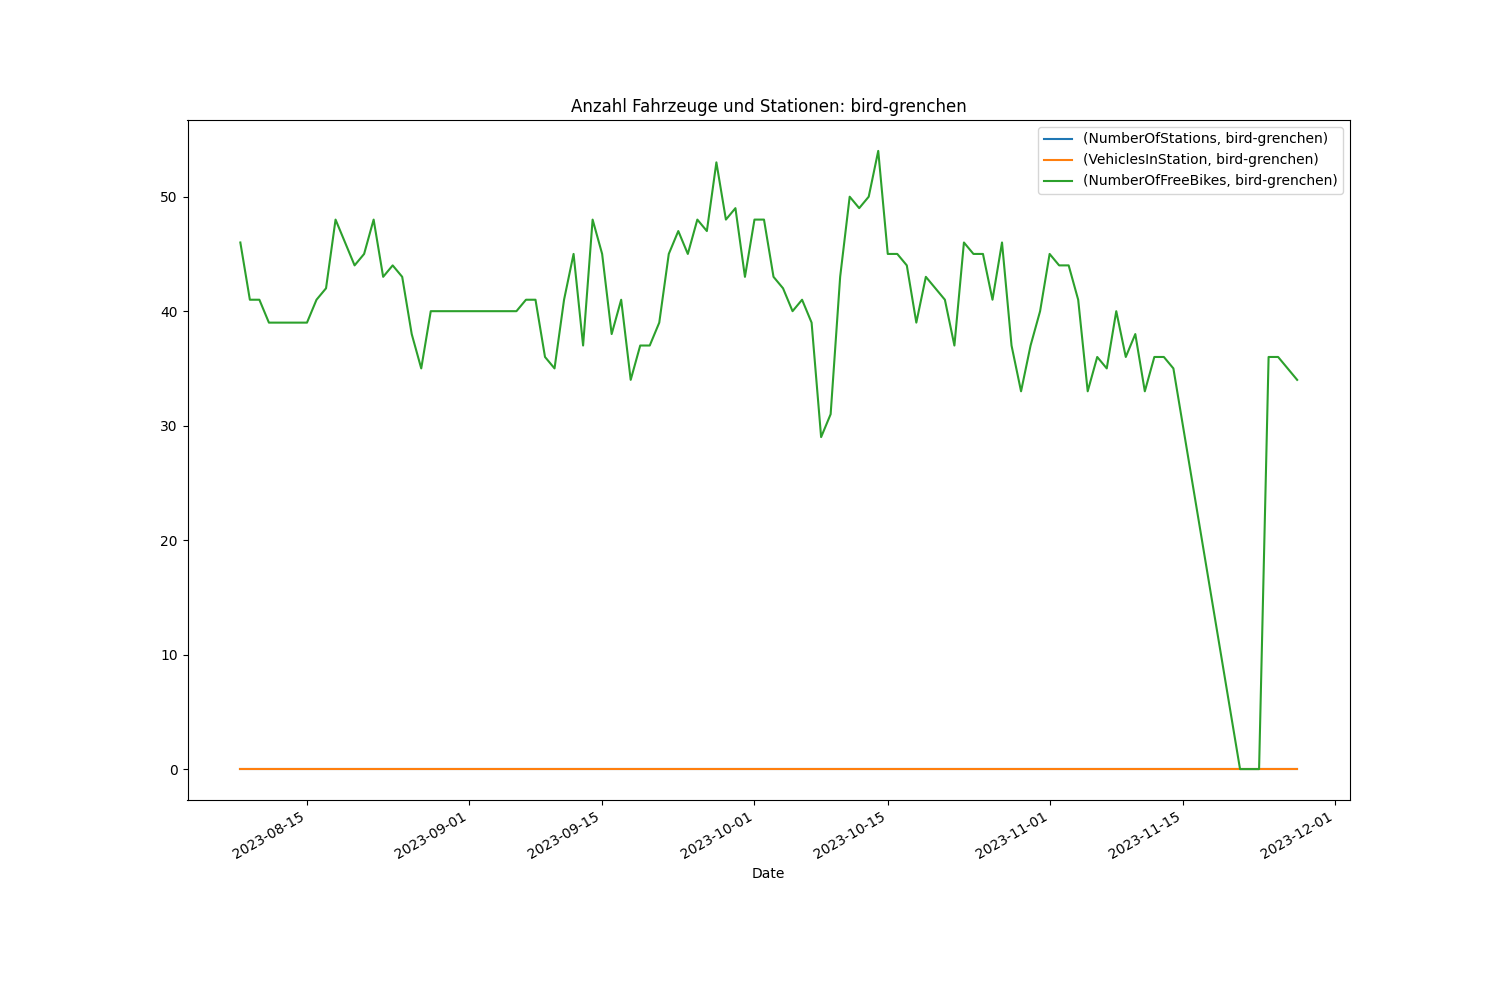 Anzahl Fahrzeuge und Stationen: bird-grenchen
(NumberOfStations, bird-grenchen)
(VehiclesInStation, bird-grenchen)
(NumberOfFreeBikes, bird-grenchen)
50
40
30
20
10
0
2023-08-15
2023-09-01
2023-09-15
2023-10-01
2023-10-15
2023-11-01
2023-11-15
2023-12-01
Date